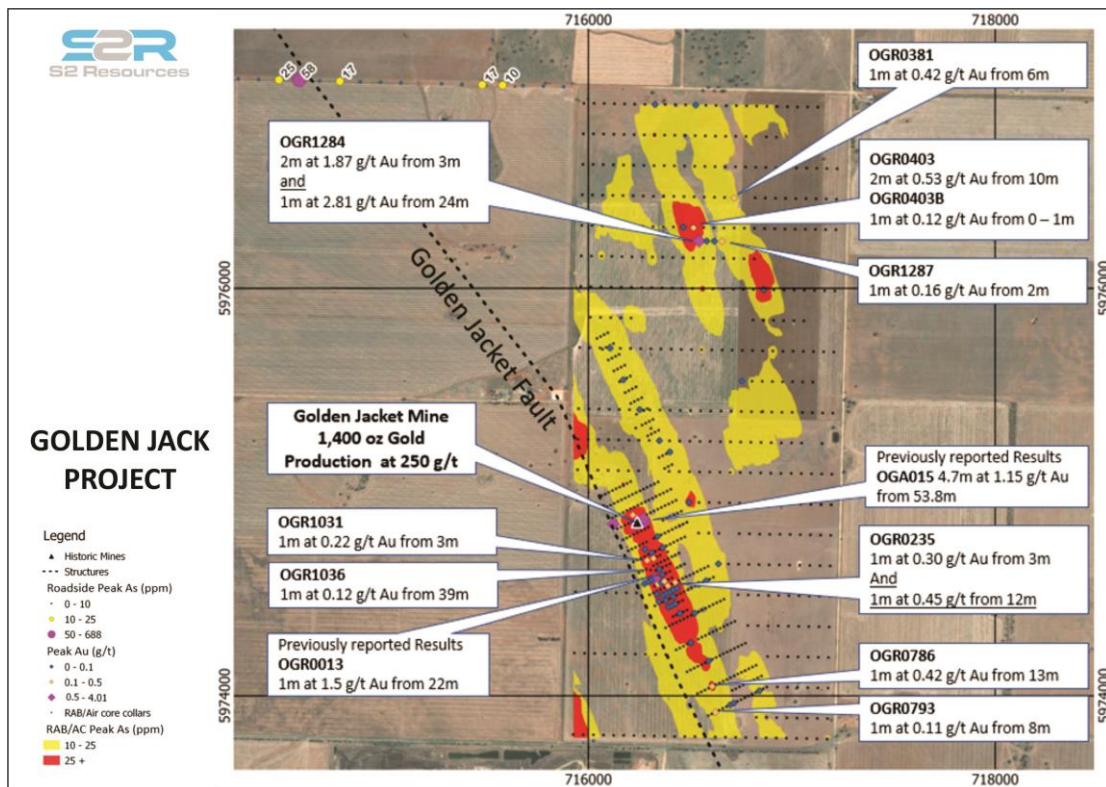 S2R
S2 Resources
716000
718000
25
58
17
17
10
OGR0381
1m at 0.42 g/t Au from 6m
OGR1284
2m at 1.87 g/t Au from 3m
and
1m at 2.81 g/t Au from 24m
OGR0403
2m at 0.53 g/t Au from 10m
OGR0403B
1m at 0.12 g/t Au from 0 – 1m
OGR1287
1m at 0.16 g/t Au from 2m
5976000
5976000
Golden Jacket Fault
Golden Jacket Mine
1,400 oz Gold
Production at 250 g/t
GOLDEN JACK
PROJECT
Previously reported Results
OGA015 4.7m at 1.15 g/t Au
from 53.8m
OGR1031
1m at 0.22 g/t Au from 3m
OGR0235
1m at 0.30 g/t Au from 3m
And
1m at 0.45 g/t from 12m
OGR1036
1m at 0.12 g/t Au from 39m
Previously reported Results
OGR0013
1m at 1.5 g/t Au from 22m
OGR0786
1m at 0.42 g/t Au from 13m
OGR0793
1m at 0.11 g/t Au from 8m
5974000
5974000
Legend
Historic Mines
Structures
Roadside Peak As (ppm)
0 - 10
10 - 25
50 - 688
Peak Au (g/t)
0 - 0.1
0.1 - 0.5
0.5 - 4.01
RAB/Air core collars
RAB/AC Peak As (ppm)
10 - 25
25 +
716000
718000